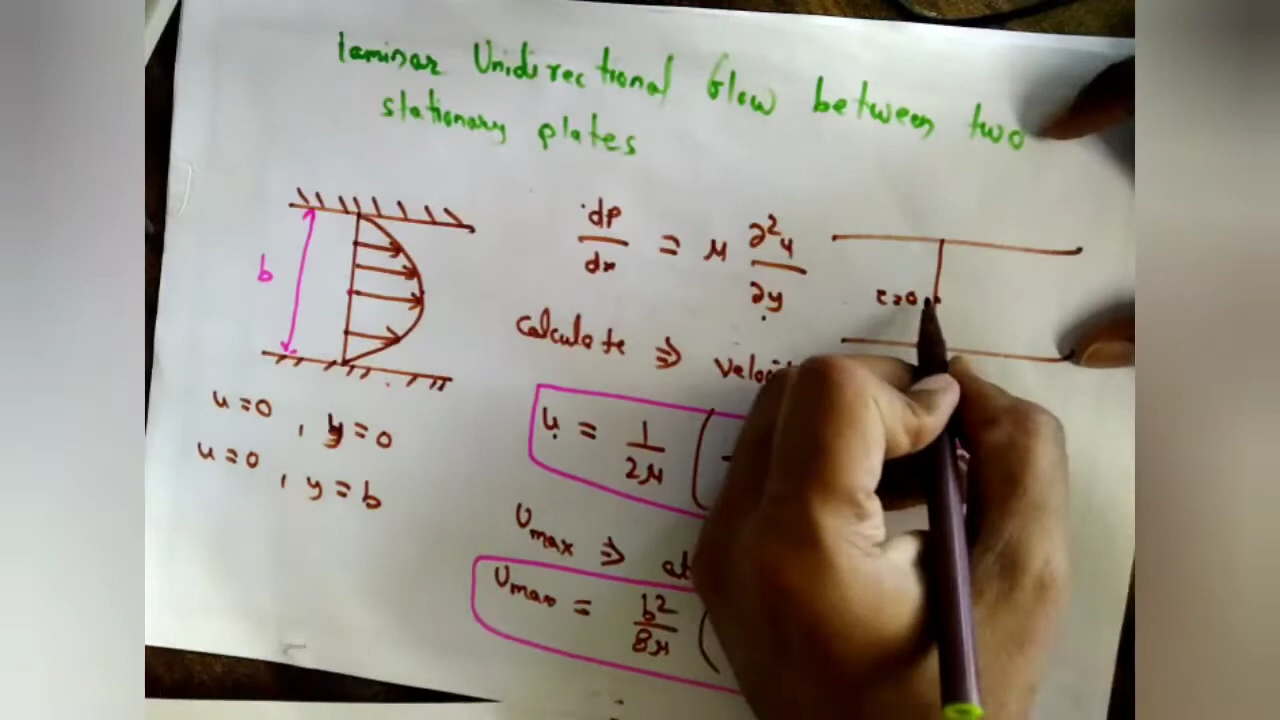 laminar Unidirectional flow between two
stationary plates
b
dp/dx = μ ∂²u/∂y
τ=0
calculate ⇒
u = 1/2μ ( -
u=0 , y=0
u=0 , y=b
Umax ⇒ at
Umax = b²/8μ (